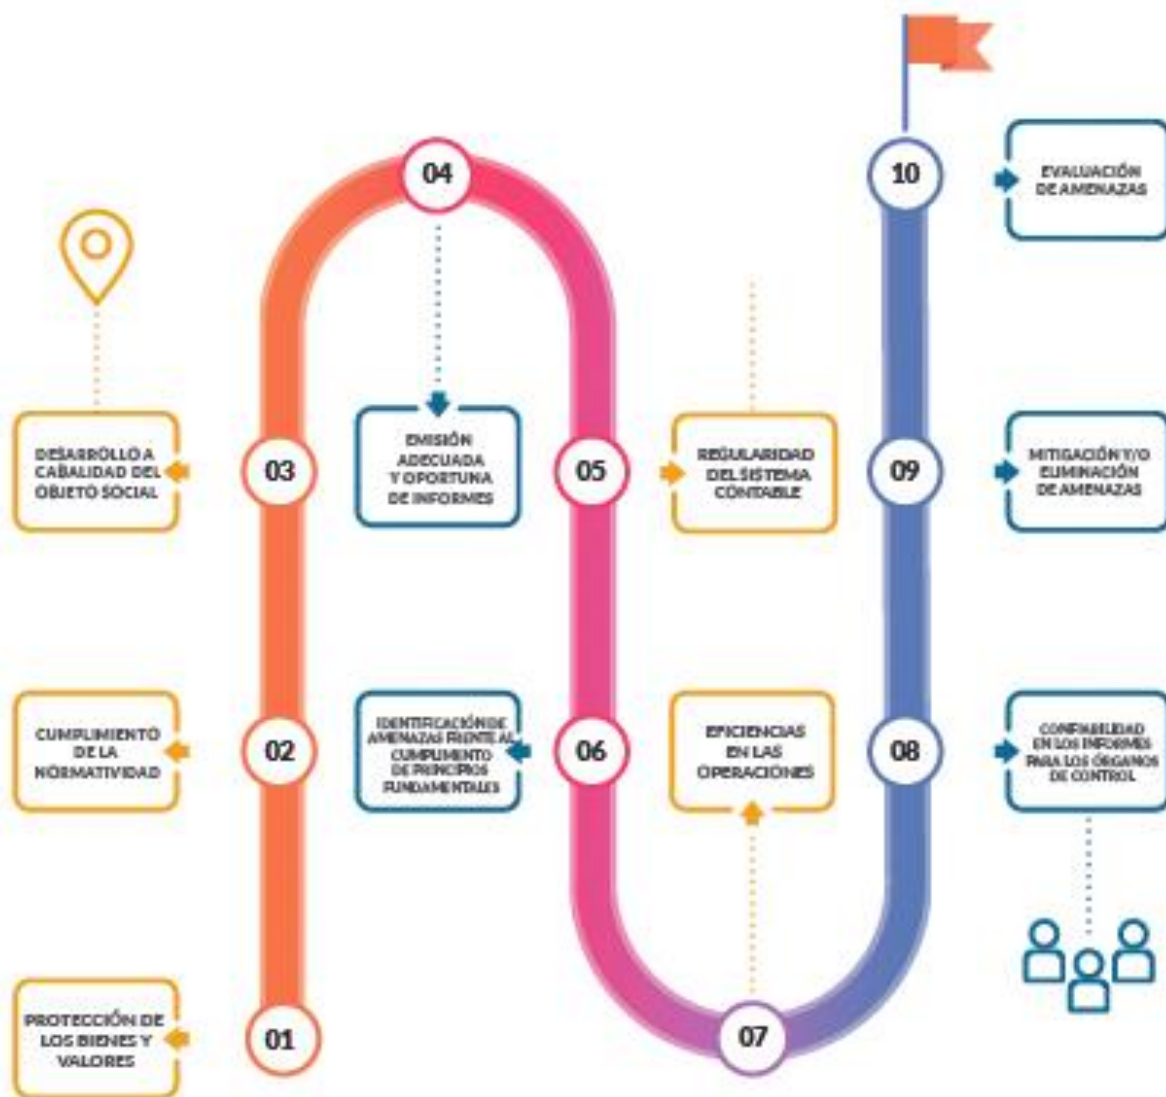 01
PROTECCIÓN DE
LOS BIENES Y
VALORES
02
CUMPLIMIENTO
DE LA
NORMATIVIDAD
03
DESARROLLO A
CABALIDAD DEL
OBJETO SOCIAL
04
EMISIÓN
ADECUADA
Y OPORTUNA
DE INFORMES
05
REGULARIDAD
DEL SISTEMA
CONTABLE
06
IDENTIFICACIÓN DE
AMENAZAS FRENTE AL
CUMPLIMENTO
DE PRINCIPIOS
FUNDAMENTALES
07
EFICIENCIAS
EN LAS
OPERACIONES
08
CONFIABILIDAD
EN LOS INFORMES
PARA LOS ÓRGANOS
DE CONTROL
09
MITIGACIÓN Y/O
ELIMINACIÓN
DE AMENAZAS
10
EVALUACIÓN
DE AMENAZAS